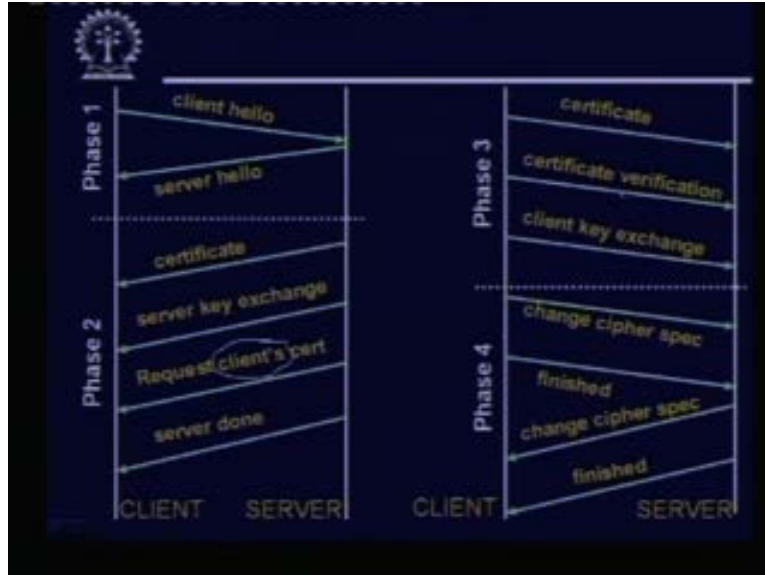 Phase 1
client hello
server hello
Phase 2
certificate
server key exchange
Request client's cert
server done
CLIENT SERVER
Phase 3
certificate
certificate verification
client key exchange
Phase 4
change cipher spec
finished
change cipher spec
finished
CLIENT SERVER